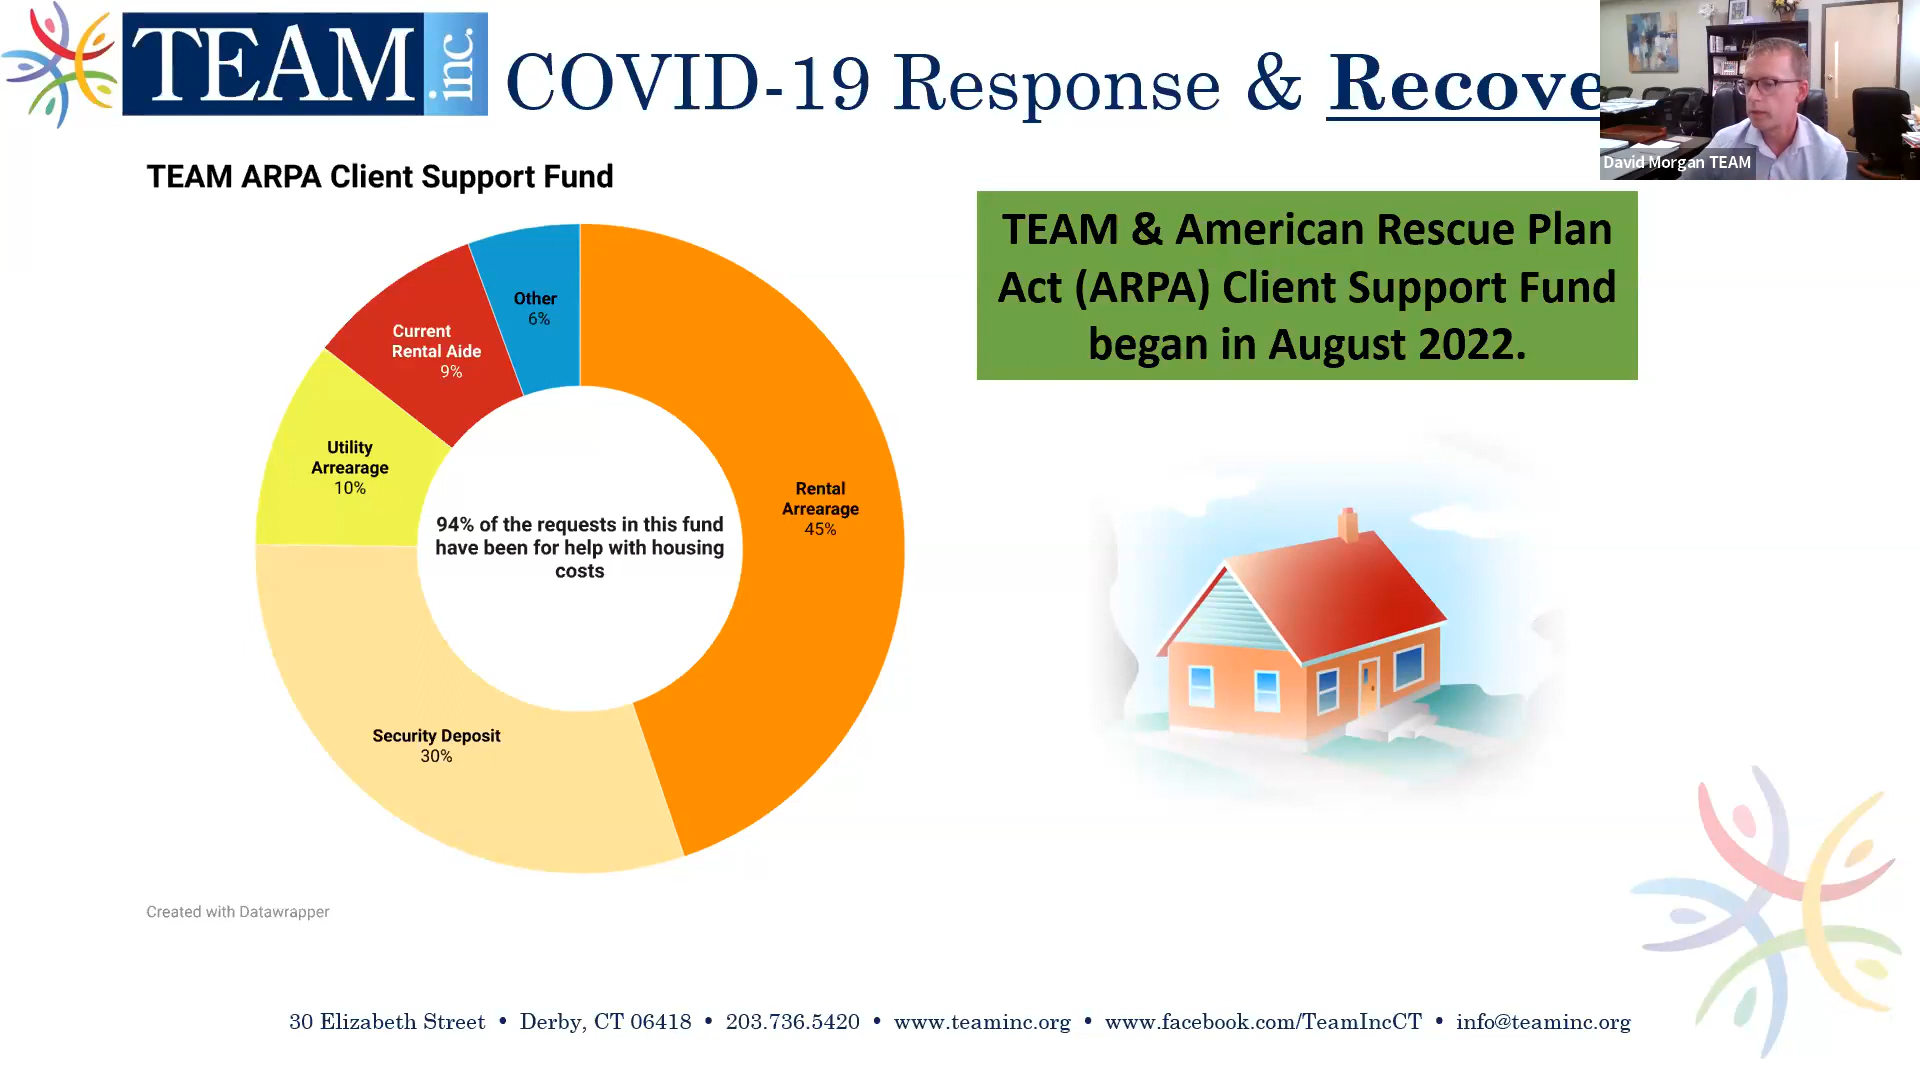 TEAM inc.
COVID-19 Response & Recove
David Morgan TEAM
TEAM ARPA Client Support Fund
TEAM & American Rescue Plan
Act (ARPA) Client Support Fund
began in August 2022.
Other
6%
Current
Rental Aide
9%
Utility
Arrearage
10%
Rental
Arrearage
45%
94% of the requests in this fund
have been for help with housing
costs
Security Deposit
30%
Created with Datawrapper
30 Elizabeth Street • Derby, CT 06418 • 203.736.5420 • www.teaminc.org • www.facebook.com/TeamIncCT • info@teaminc.org